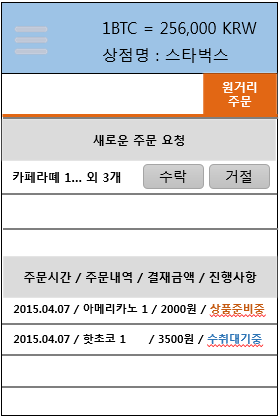 1BTC = 256,000 KRW
상점명 : 스타벅스
원거리
주문
새로운 주문 요청
카페라떼 1... 외 3개 수락 거절
주문시간 / 주문내역 / 결재금액 / 진행사항
2015.04.07 / 아메리카노 1 / 2000원 / 상품준비중
2015.04.07 / 핫초코 1 / 3500원 / 수취대기중